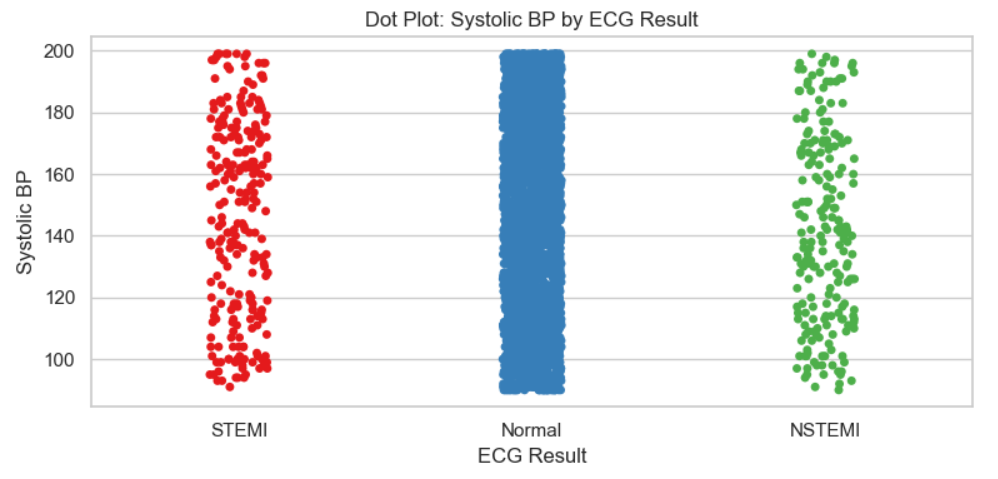 Dot Plot: Systolic BP by ECG Result
Systolic BP
200
180
160
140
120
100
STEMI
Normal
NSTEMI
ECG Result